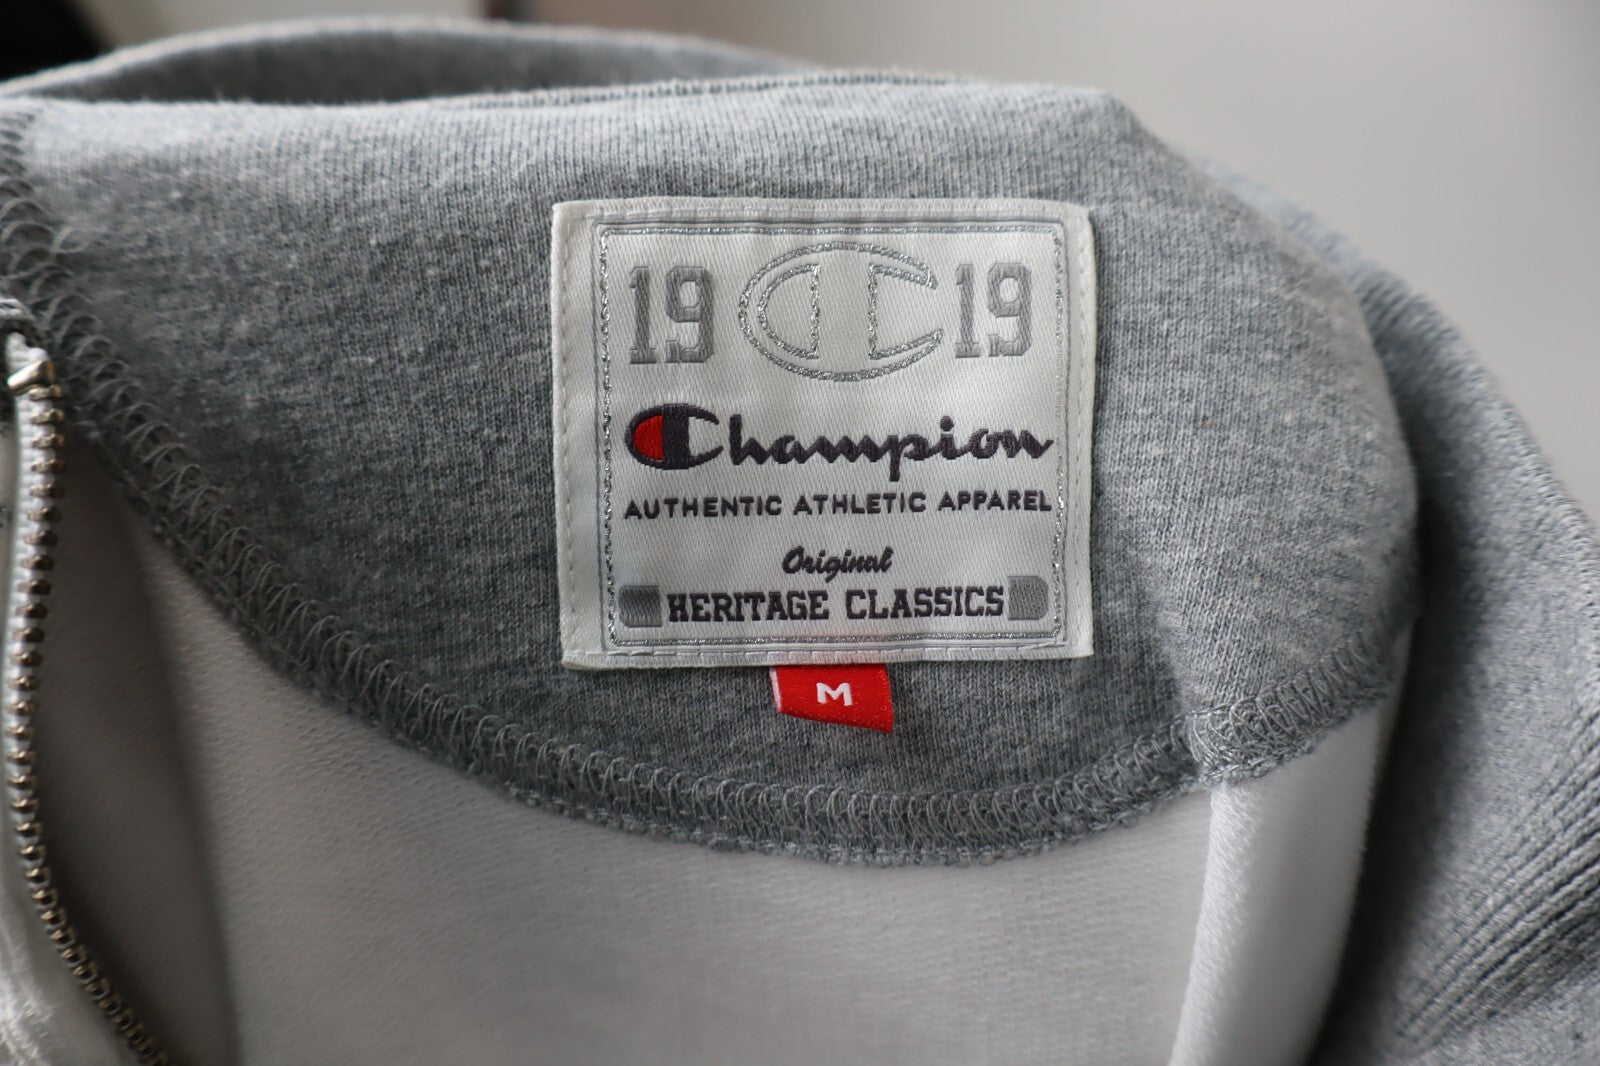 19 19
Champion
AUTHENTIC ATHLETIC APPAREL
Original
HERITAGE CLASSICS
M